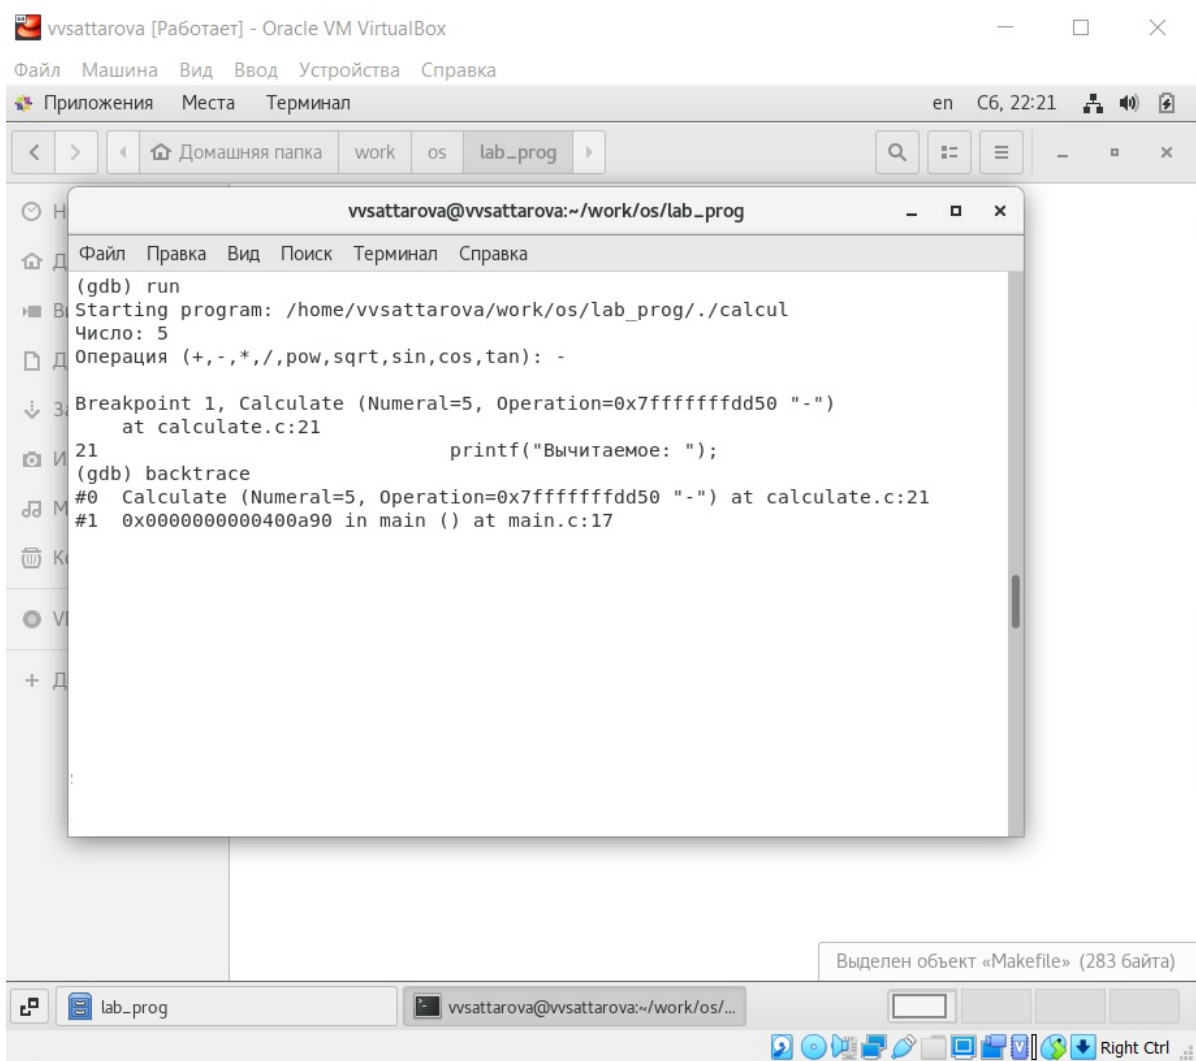 vvsattarova [Работает] - Oracle VM VirtualBox
Файл Машина Вид Ввод Устройства Справка
Приложения Места Терминал en Сб, 22:21
Домашняя папка work os lab_prog
vvsattarova@vvsattarova:~/work/os/lab_prog
Файл Правка Вид Поиск Терминал Справка
(gdb) run
Starting program: /home/vvsattarova/work/os/lab_prog/./calcul
Число: 5
Операция (+,-,*,/,pow,sqrt,sin,cos,tan): -
Breakpoint 1, Calculate (Numeral=5, Operation=0x7fffffffdd50 "-")
at calculate.c:21
21 printf("Вычитаемое: ");
(gdb) backtrace
#0 Calculate (Numeral=5, Operation=0x7fffffffdd50 "-") at calculate.c:21
#1 0x0000000000400a90 in main () at main.c:17
Выделен объект «Makefile» (283 байта)
lab_prog
vvsattarova@vvsattarova:~/work/os/...
Right Ctrl